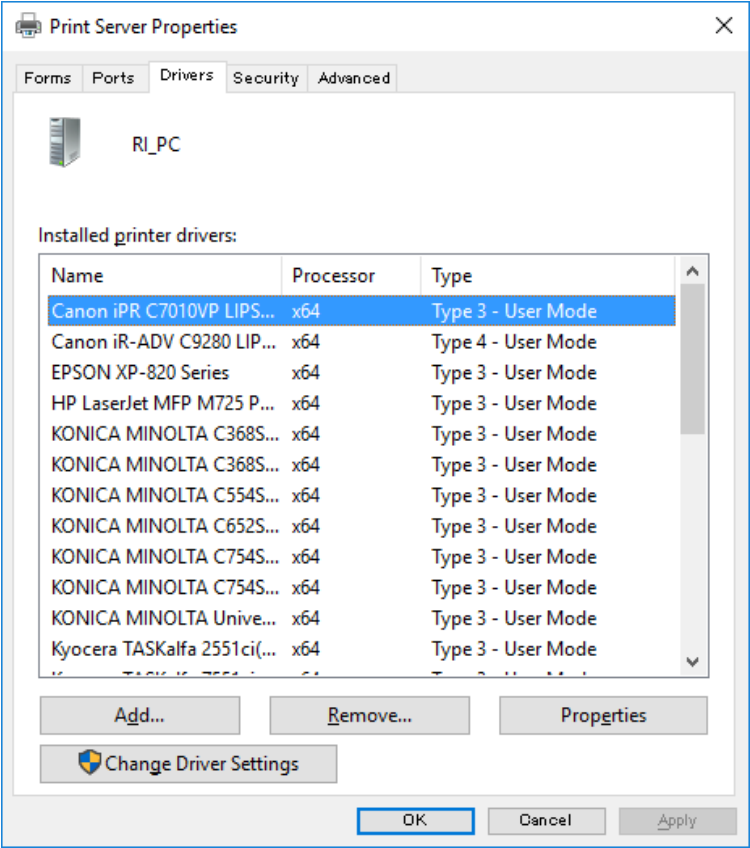 Print Server Properties
Forms Ports Drivers Security Advanced
RI_PC
Installed printer drivers:
Name Processor Type
Canon iPR C7010VP LIPS... x64 Type 3 - User Mode
Canon iR-ADV C9280 LIP... x64 Type 4 - User Mode
EPSON XP-820 Series x64 Type 3 - User Mode
HP LaserJet MFP M725 P... x64 Type 3 - User Mode
KONICA MINOLTA C368S... x64 Type 3 - User Mode
KONICA MINOLTA C368S... x64 Type 3 - User Mode
KONICA MINOLTA C554S... x64 Type 3 - User Mode
KONICA MINOLTA C652S... x64 Type 3 - User Mode
KONICA MINOLTA C754S... x64 Type 3 - User Mode
KONICA MINOLTA C754S... x64 Type 3 - User Mode
KONICA MINOLTA Unive... x64 Type 3 - User Mode
Kyocera TASKalfa 2551ci(... x64 Type 3 - User Mode
Add... Remove... Properties
Change Driver Settings
OK Cancel Apply